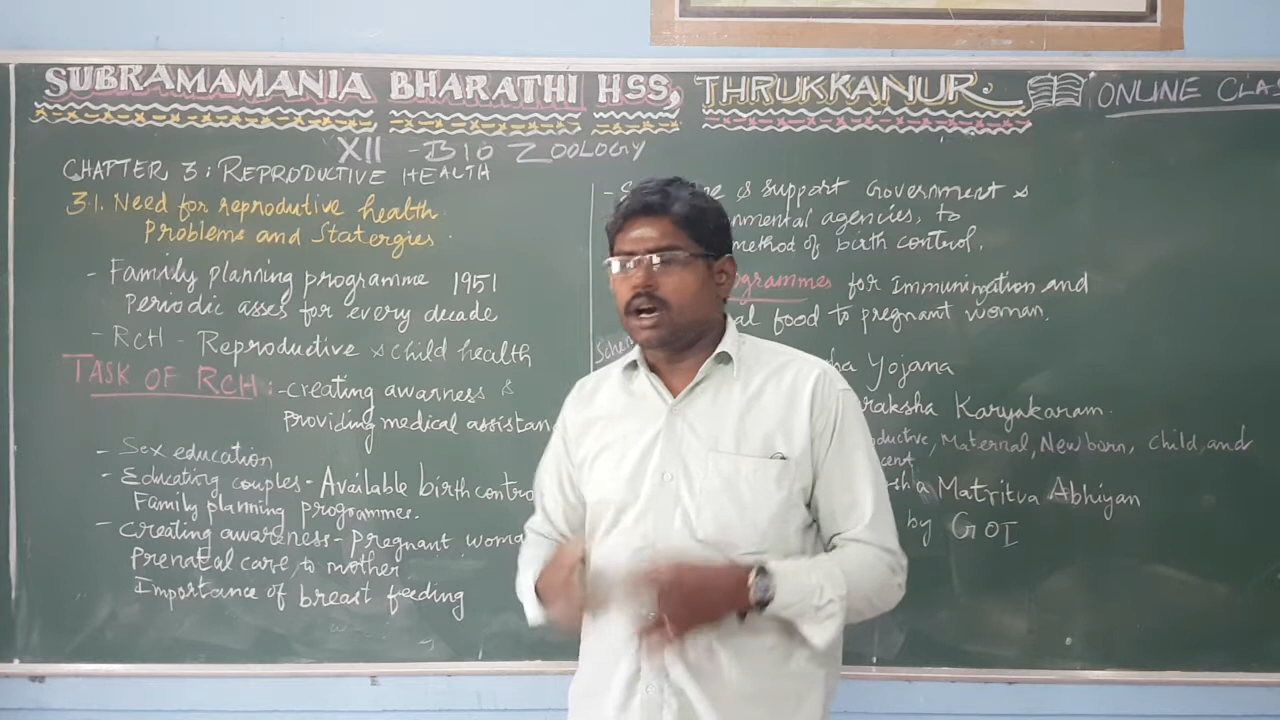 SUBRAMAMANIA BHARATHI HSS, THRUKKANUR.
ONLINE CLA
XII - BIO ZOOLOGY
CHAPTER 3: REPRODUCTIVE HEALTH
3.1. Need for reprodutive health
Problems and Statergies.
- Family planning programme 1951
Periodic asses for every decade
- RCH - Reproductive & child health
TASK OF RCH :- creating awarness &
Providing medical assistan
- Sex education
- Educating couples - Available birth contro
Family planning programmes.
- Creating awareness - pregnant woma
Prenatal care, to mother
Importance of breast feeding
& support Government &
nmental agencies, to
method of birth control.
grammes for Immunization and
al food to pregnant woman.
Sche
ha Yojana
raksha Karyakaram.
ductive, Maternal, Newborn, Child, and
cent
sha Matritva Abhiyan
by GOI